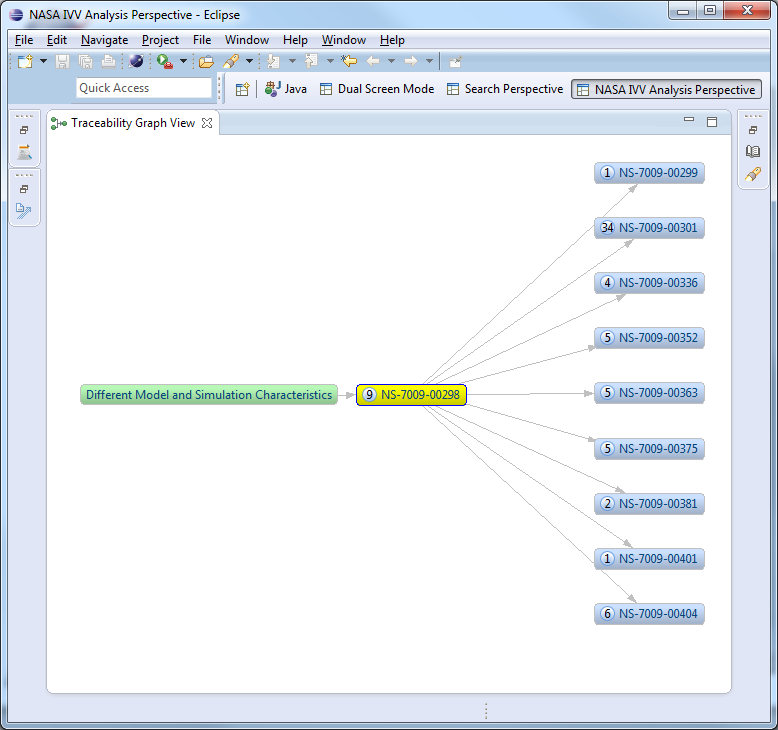 NASA IVV Analysis Perspective - Eclipse
File Edit Navigate Project File Window Help Window Help
Quick Access Java Dual Screen Mode Search Perspective NASA IVV Analysis Perspective
Traceability Graph View
1 NS-7009-00299
34 NS-7009-00301
4 NS-7009-00336
5 NS-7009-00352
Different Model and Simulation Characteristics 9 NS-7009-00298 5 NS-7009-00363
5 NS-7009-00375
2 NS-7009-00381
1 NS-7009-00401
6 NS-7009-00404